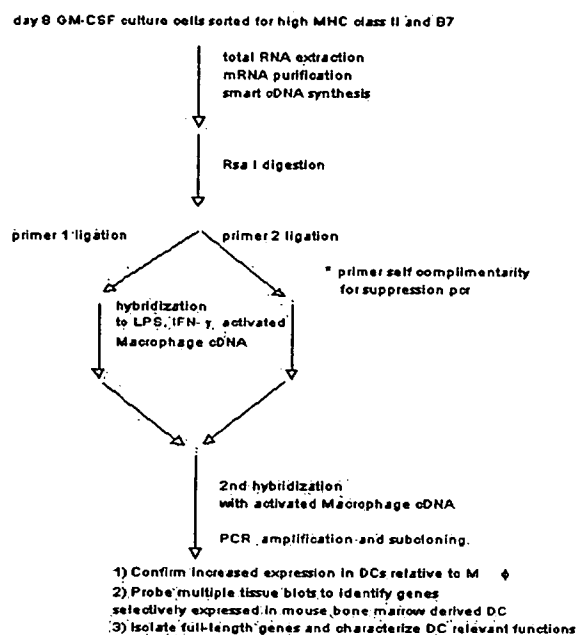 day 8 GM-CSF culture cells sorted for high MHC class II and B7
total RNA extraction
mRNA purification
smart cDNA synthesis
Rsa I digestion
primer 1 ligation
primer 2 ligation
* primer self complimentarity
for suppression pcr
hybridization
to LPS, IFN-γ, activated
Macrophage cDNA
2nd hybridization
with activated Macrophage cDNA
PCR amplification and subcloning.
1) Confirm increased expression in DCs relative to M ϕ
2) Probe multiple tissue blots to identify genes
selectively expressed in mouse bone marrow derived DC
3) Isolate full-length genes and characterize DC relevant functions